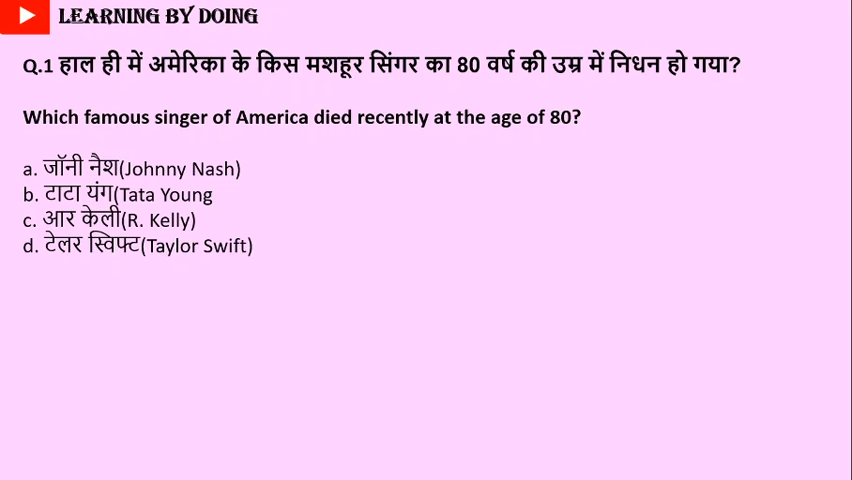 LEARNING BY DOING
Q.1 हाल ही में अमेरिका के किस मशहूर सिंगर का 80 वर्ष की उम्र में निधन हो गया?
Which famous singer of America died recently at the age of 80?
a. जॉनी नैश(Johnny Nash)
b. टाटा यंग(Tata Young
c. आर केली(R. Kelly)
d. टेलर स्विफ्ट(Taylor Swift)